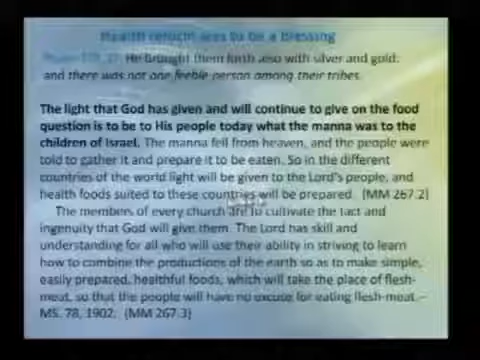 Health reform was to be a blessing
Psalm 105:37: He brought them forth also with silver and gold:
and there was not one feeble person among their tribes.
The light that God has given and will continue to give on the food
question is to be to His people today what the manna was to the
children of Israel. The manna fell from heaven, and the people were
told to gather it and prepare it to be eaten. So in the different
countries of the world light will be given to the Lord's people, and
health foods suited to these countries will be prepared. (MM 267.2)
The members of every church are to cultivate the tact and
ingenuity that God will give them. The Lord has skill and
understanding for all who will use their ability in striving to learn
how to combine the productions of the earth so as to make simple,
easily prepared, healthful foods, which will take the place of flesh-
meat, so that the people will have no excuse for eating flesh-meat.–
MS. 78, 1902. (MM 267.3)